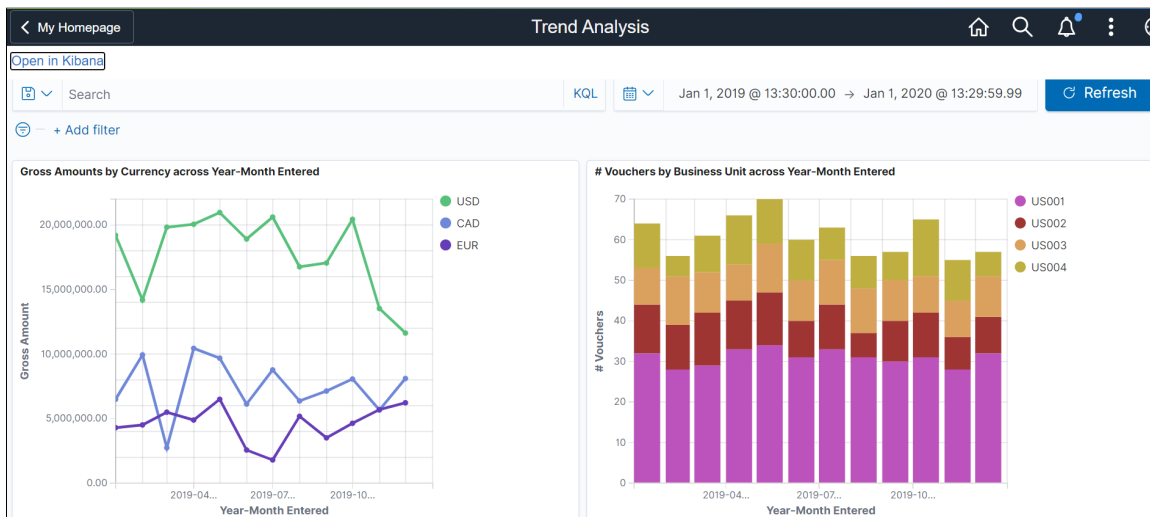 My Homepage
Trend Analysis
Open in Kibana
Search
KQL
Jan 1, 2019 @ 13:30:00.00 → Jan 1, 2020 @ 13:29:59.99
Refresh
+ Add filter
Gross Amounts by Currency across Year-Month Entered
20,000,000.00
15,000,000.00
10,000,000.00
5,000,000.00
0.00
Gross Amount
2019-04...
2019-07...
2019-10...
Year-Month Entered
USD
CAD
EUR
# Vouchers by Business Unit across Year-Month Entered
70
60
50
40
30
20
10
0
# Vouchers
2019-04...
2019-07...
2019-10...
Year-Month Entered
US001
US002
US003
US004